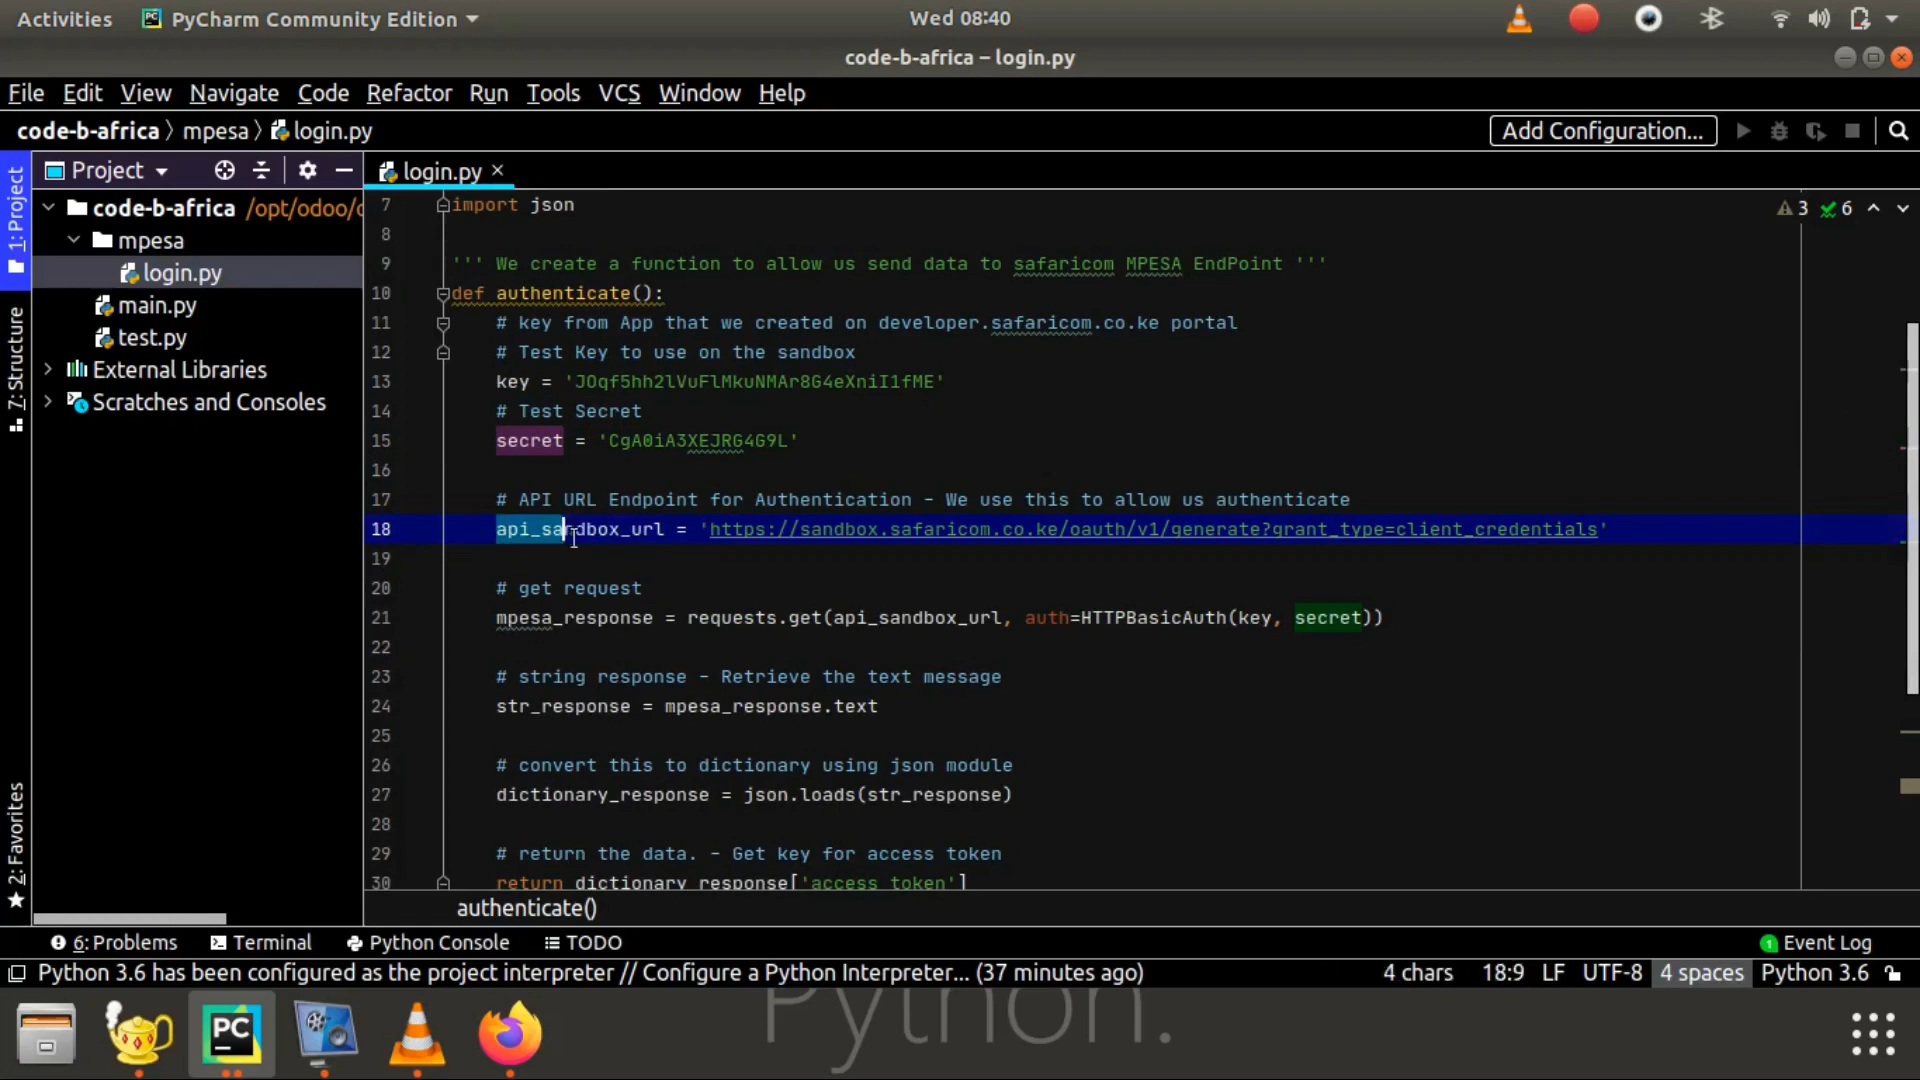 Activities PyCharm Community Edition Wed 08:40
code-b-africa – login.py
File Edit View Navigate Code Refactor Run Tools VCS Window Help
code-b-africa mpesa login.py Add Configuration...
1: Project
7: Structure
2: Favorites
Project
code-b-africa /opt/odoo/
mpesa
login.py
main.py
test.py
External Libraries
Scratches and Consoles
login.py
3 6
7 import json
8
9 ''' We create a function to allow us send data to safaricom MPESA EndPoint '''
10 def authenticate():
11 # key from App that we created on developer.safaricom.co.ke portal
12 # Test Key to use on the sandbox
13 key = 'JOqf5hh2lVuFlMkuNMAr8G4eXniI1fME'
14 # Test Secret
15 secret = 'CgA0iA3XEJRG4G9L'
16
17 # API URL Endpoint for Authentication - We use this to allow us authenticate
18 api_sandbox_url = 'https://sandbox.safaricom.co.ke/oauth/v1/generate?grant_type=client_credentials'
19
20 # get request
21 mpesa_response = requests.get(api_sandbox_url, auth=HTTPBasicAuth(key, secret))
22
23 # string response - Retrieve the text message
24 str_response = mpesa_response.text
25
26 # convert this to dictionary using json module
27 dictionary_response = json.loads(str_response)
28
29 # return the data. - Get key for access token
30 return dictionary_response['access_token']
authenticate()
6: Problems Terminal Python Console TODO 1 Event Log
Python 3.6 has been configured as the project interpreter // Configure a Python Interpreter... (37 minutes ago) 4 chars 18:9 LF UTF-8 4 spaces Python 3.6
PC
Python.